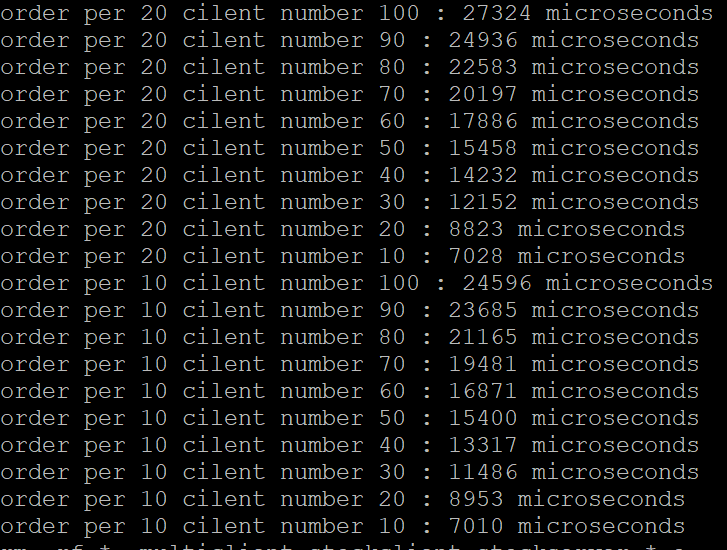 order per 20 cilent number 100 : 27324 microseconds
order per 20 cilent number 90 : 24936 microseconds
order per 20 cilent number 80 : 22583 microseconds
order per 20 cilent number 70 : 20197 microseconds
order per 20 cilent number 60 : 17886 microseconds
order per 20 cilent number 50 : 15458 microseconds
order per 20 cilent number 40 : 14232 microseconds
order per 20 cilent number 30 : 12152 microseconds
order per 20 cilent number 20 : 8823 microseconds
order per 20 cilent number 10 : 7028 microseconds
order per 10 cilent number 100 : 24596 microseconds
order per 10 cilent number 90 : 23685 microseconds
order per 10 cilent number 80 : 21165 microseconds
order per 10 cilent number 70 : 19481 microseconds
order per 10 cilent number 60 : 16871 microseconds
order per 10 cilent number 50 : 15400 microseconds
order per 10 cilent number 40 : 13317 microseconds
order per 10 cilent number 30 : 11486 microseconds
order per 10 cilent number 20 : 8953 microseconds
order per 10 cilent number 10 : 7010 microseconds